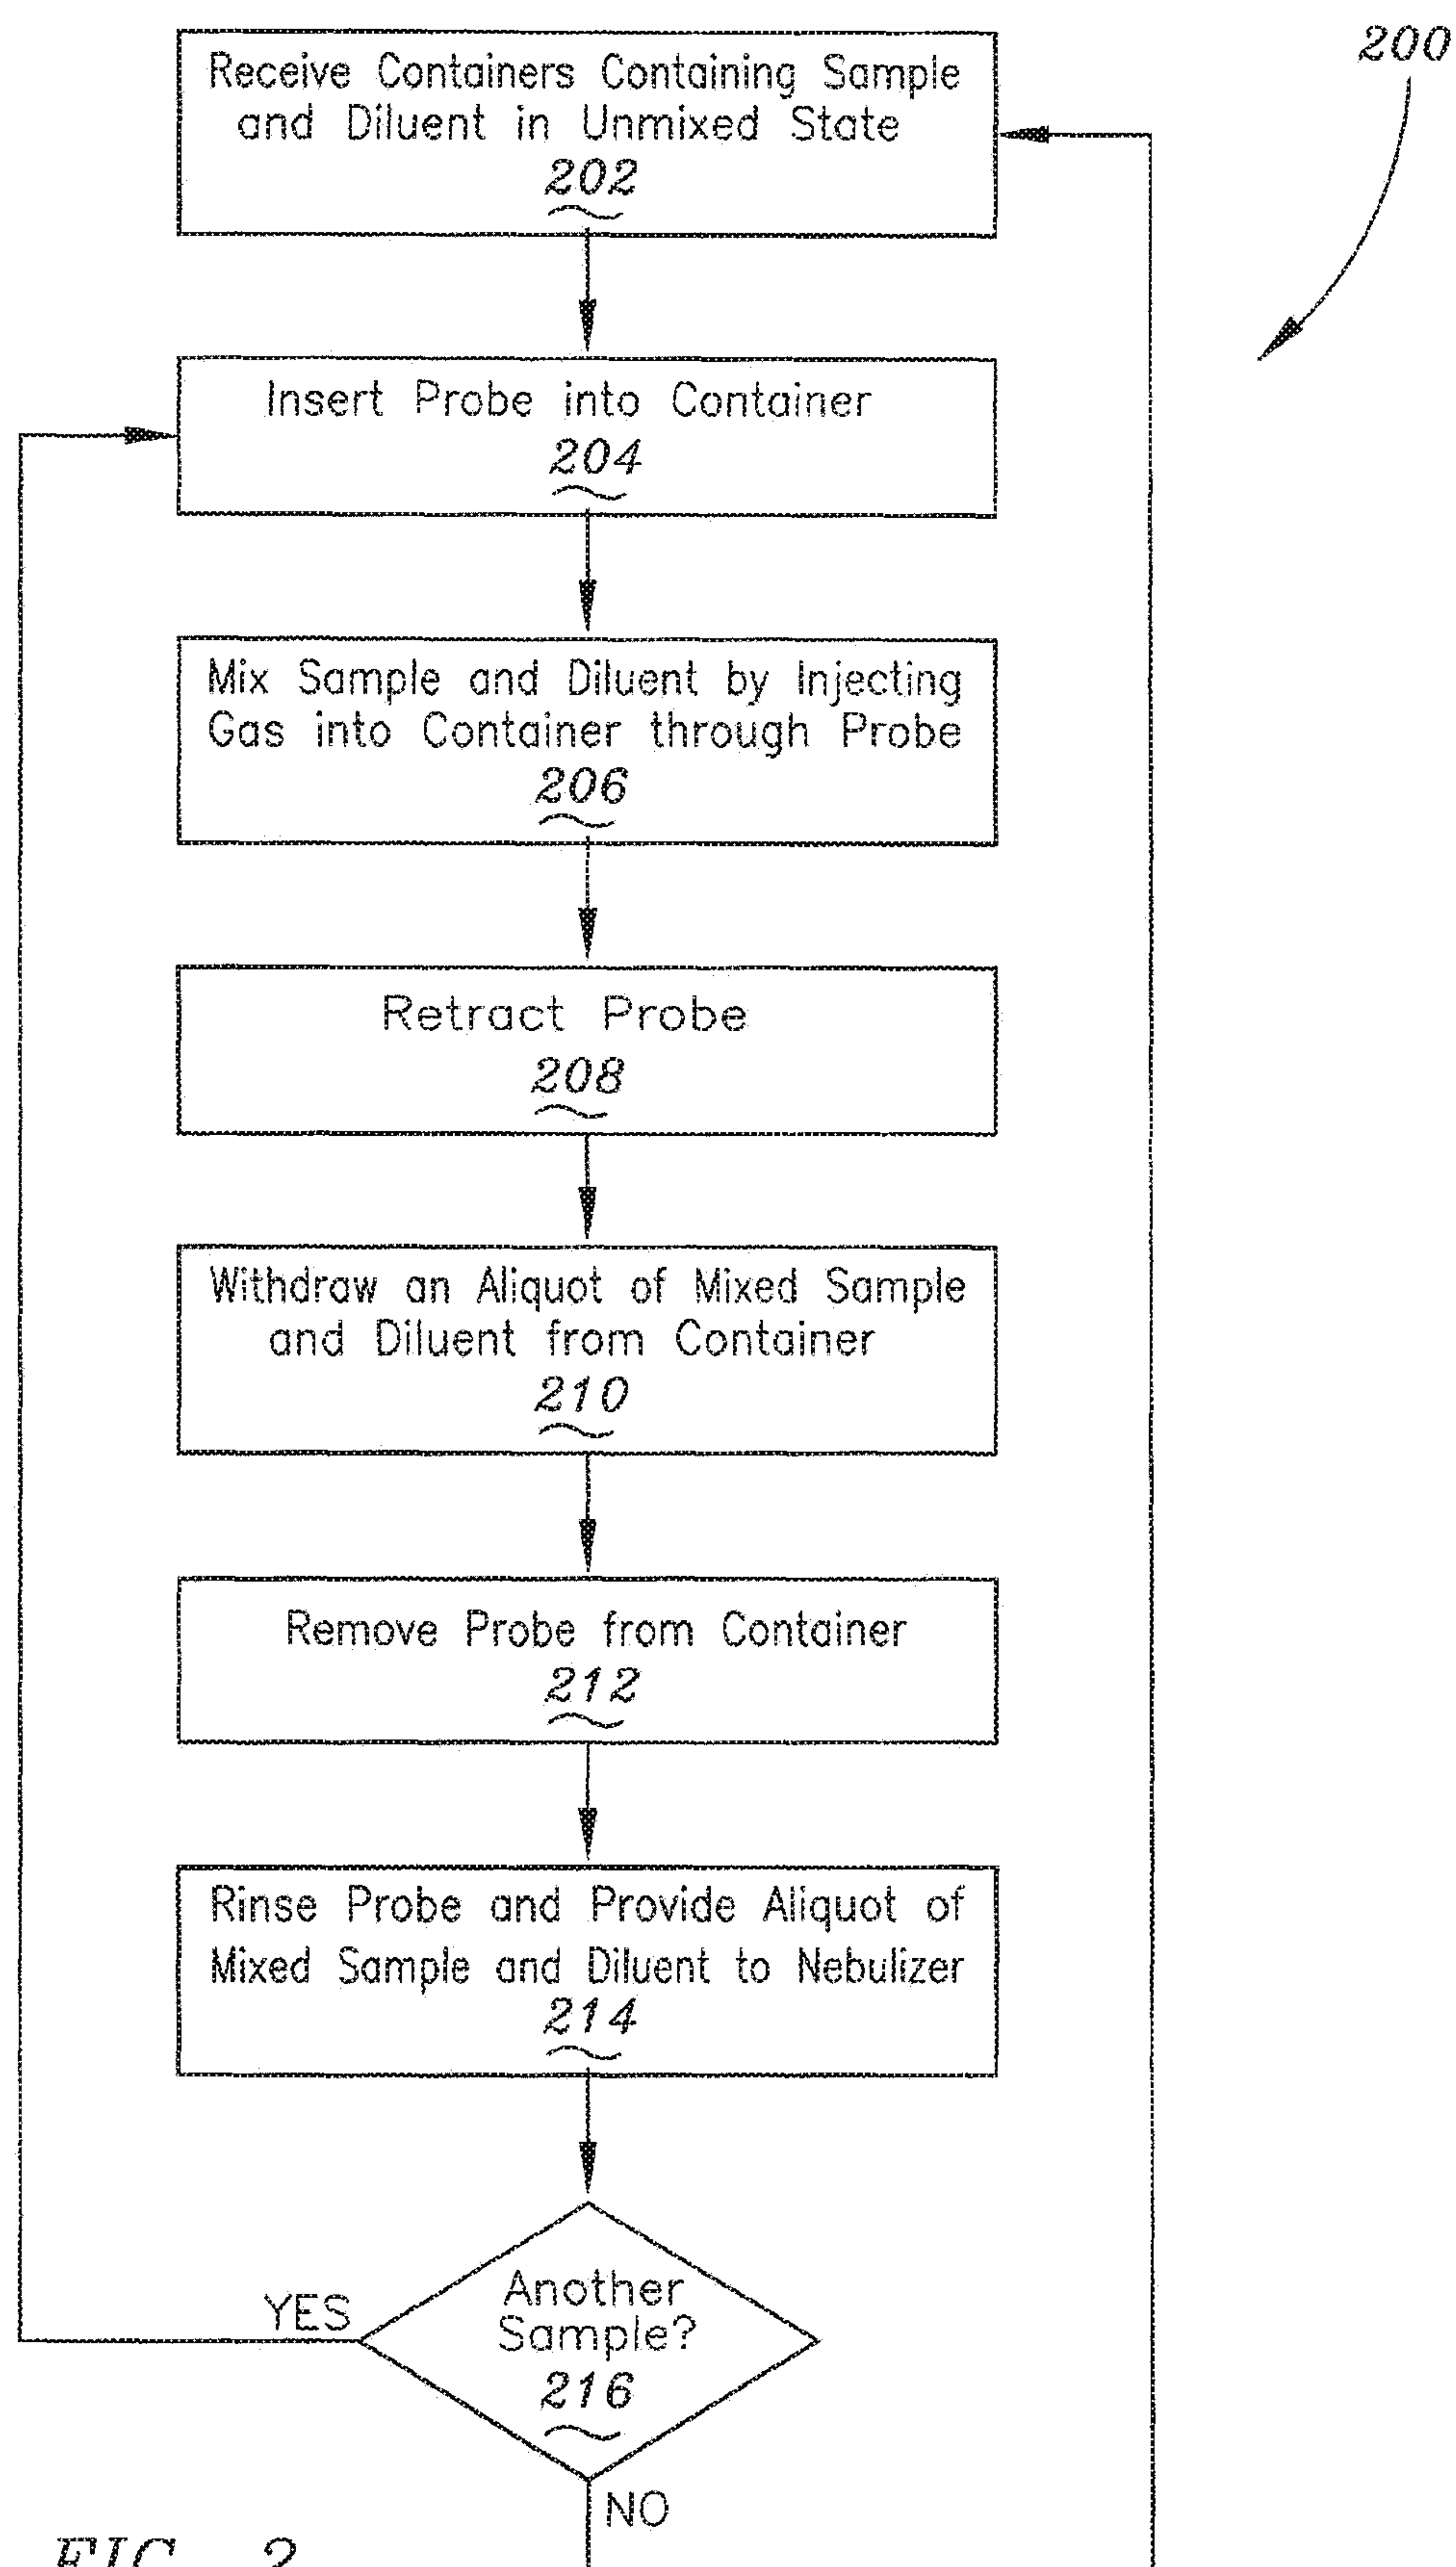 200
Receive Containers Containing Sample
and Diluent in Unmixed State
202
Insert Probe into Container
204
Mix Sample and Diluent by Injecting
Gas into Container through Probe
206
Retract Probe
208
Withdraw an Aliquot of Mixed Sample
and Diluent from Container
210
Remove Probe from Container
212
Rinse Probe and Provide Aliquot of
Mixed Sample and Diluent to Nebulizer
214
Another
Sample?
216
YES
NO
FIG. 2